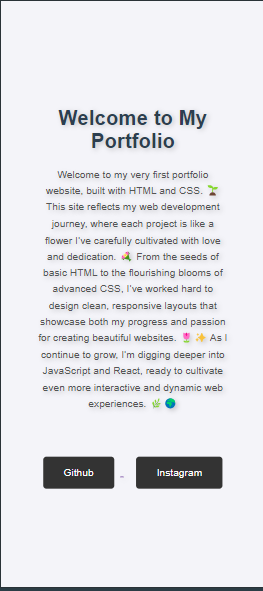 Welcome to My
Portfolio
Welcome to my very first portfolio
website, built with HTML and CSS. 🌱
This site reflects my web development
journey, where each project is like a
flower I've carefully cultivated with love
and dedication. 💐 From the seeds of
basic HTML to the flourishing blooms of
advanced CSS, I've worked hard to
design clean, responsive layouts that
showcase both my progress and passion
for creating beautiful websites. 🌷 ✨ As I
continue to grow, I'm digging deeper into
JavaScript and React, ready to cultivate
even more interactive and dynamic web
experiences. 🌿 🌍
Github Instagram